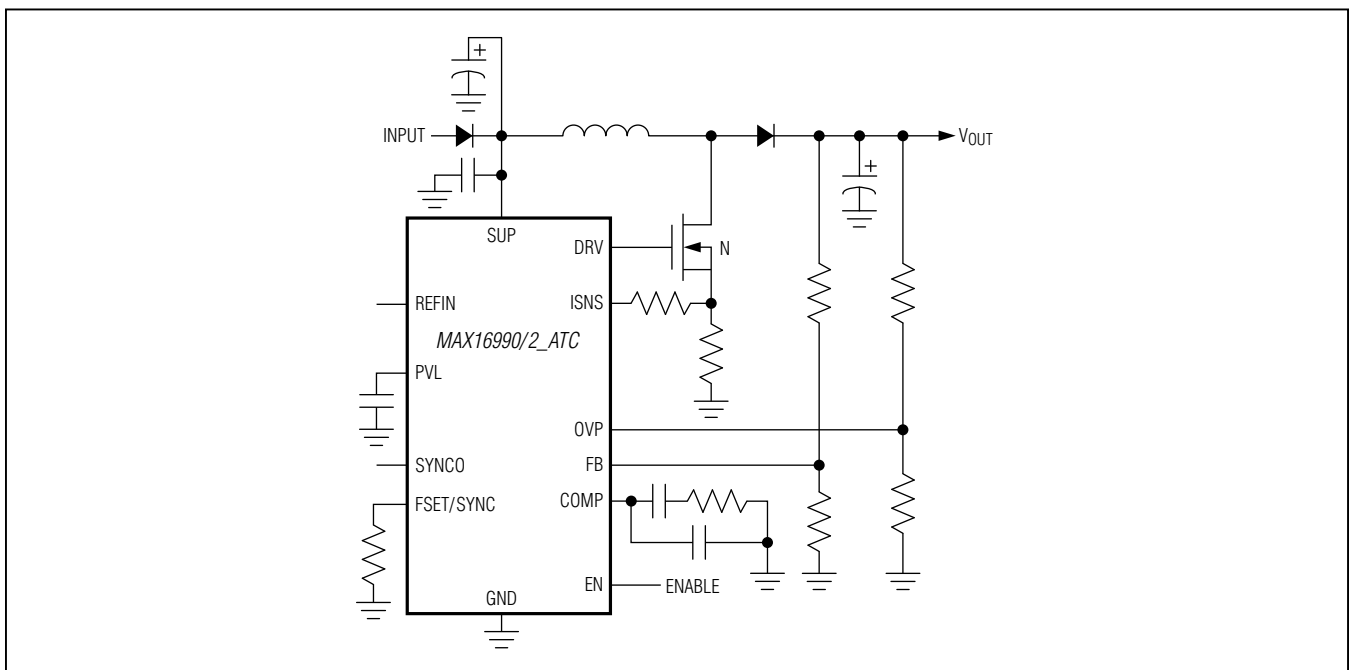 +
INPUT
VOUT
+
SUP
DRV
N
REFIN
ISNS
MAX16990/2_ATC
PVL
OVP
SYNCO
FB
FSET/SYNC
COMP
EN
ENABLE
GND